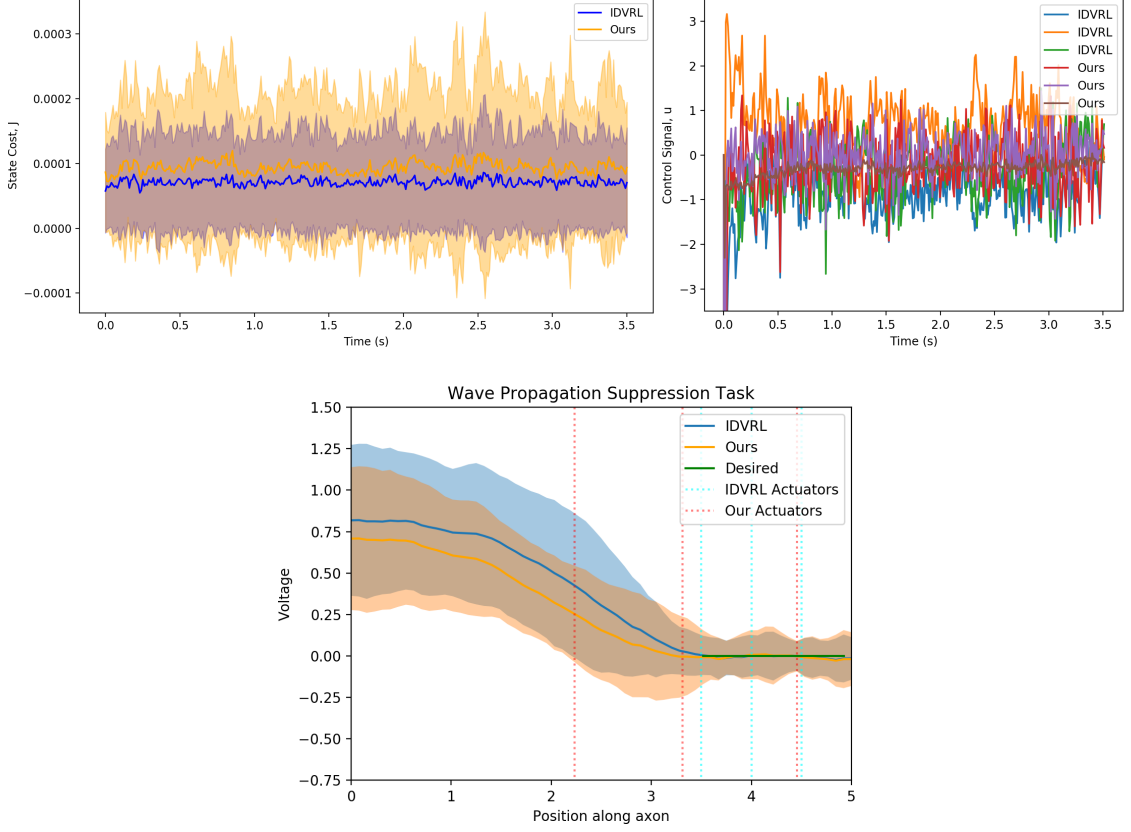 IDVRL
Ours
0.0003
0.0002
0.0001
0.0000
−0.0001
State Cost, J
0.0 0.5 1.0 1.5 2.0 2.5 3.0 3.5
Time (s)
IDVRL
IDVRL
IDVRL
Ours
Ours
Ours
3
2
1
0
−1
−2
−3
Control Signal, u
0.0 0.5 1.0 1.5 2.0 2.5 3.0 3.5
Time (s)
Wave Propagation Suppression Task
IDVRL
Ours
Desired
IDVRL Actuators
Our Actuators
1.50
1.25
1.00
0.75
0.50
0.25
0.00
−0.25
−0.50
−0.75
Voltage
0 1 2 3 4 5
Position along axon